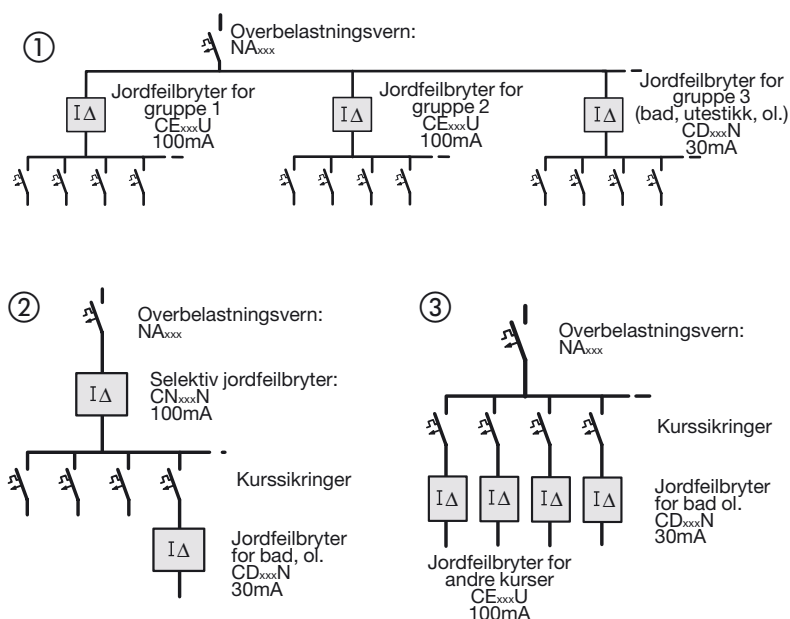 ①
Overbelastningsvern:
NAxxx
IΔ
Jordfeilbryter for
gruppe 1
CExxxU
100mA
IΔ
Jordfeilbryter for
gruppe 2
CExxxU
100mA
IΔ
Jordfeilbryter for
gruppe 3
(bad, utestikk, ol.)
CDxxxN
30mA
②
Overbelastningsvern:
NAxxx
IΔ
Selektiv jordfeilbryter:
CNxxxN
100mA
Kurssikringer
IΔ
Jordfeilbryter
for bad, ol.
CDxxxN
30mA
③
Overbelastningsvern:
NAxxx
Kurssikringer
IΔ IΔ IΔ IΔ
Jordfeilbryter
for bad ol.
CDxxxN
30mA
Jordfeilbryter for
andre kurser
CExxxU
100mA